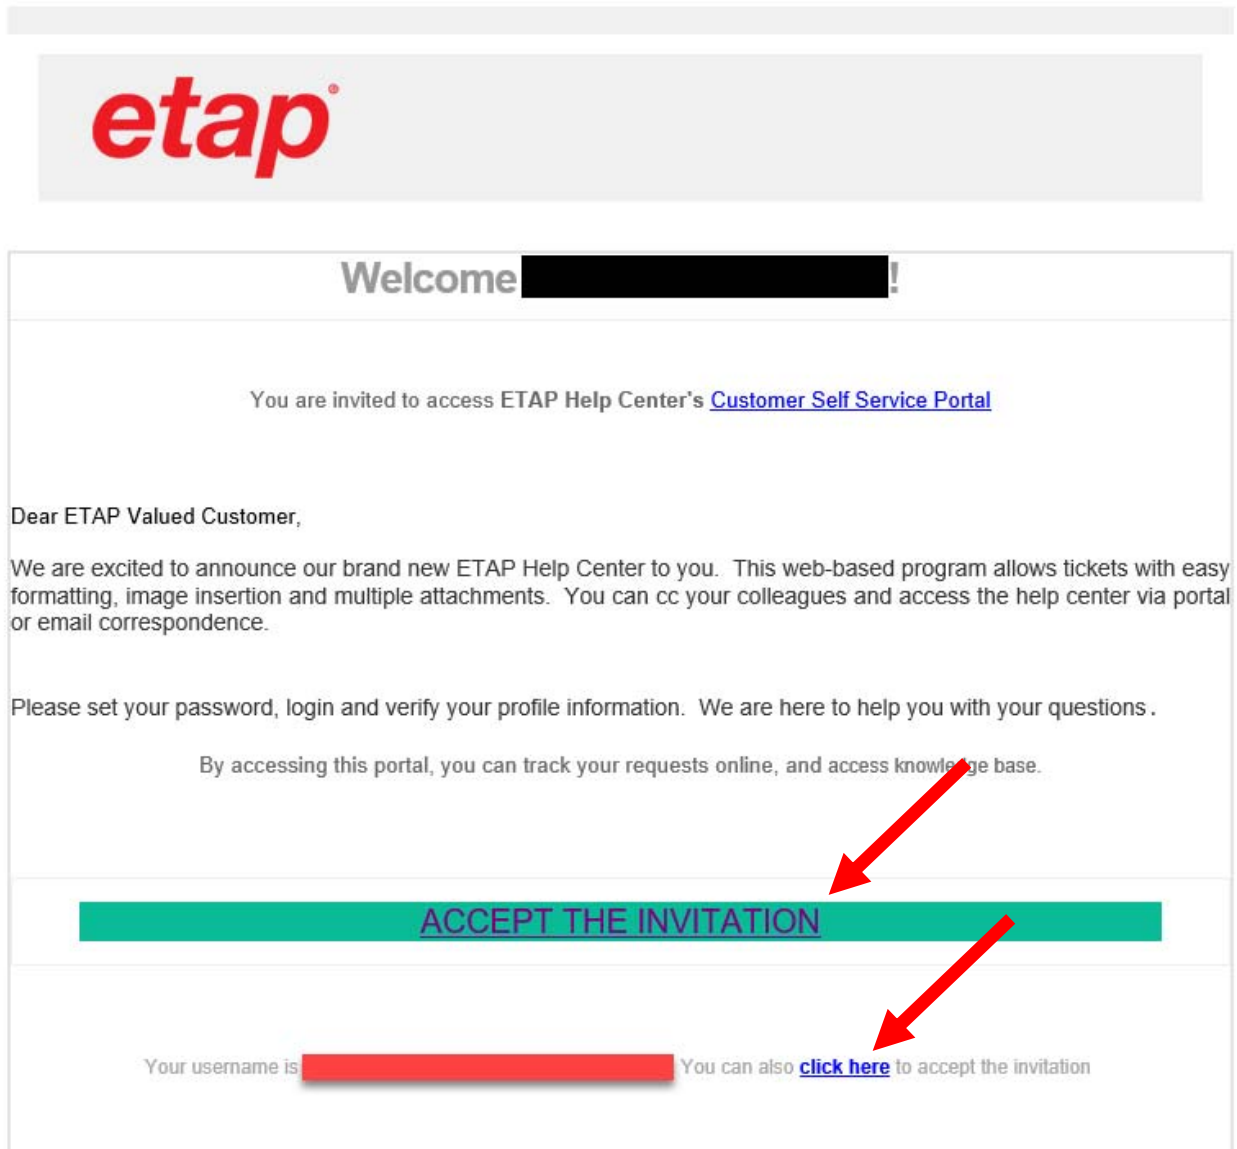 etap®
Welcome !
You are invited to access ETAP Help Center's Customer Self Service Portal
Dear ETAP Valued Customer,
We are excited to announce our brand new ETAP Help Center to you. This web-based program allows tickets with easy
formatting, image insertion and multiple attachments. You can cc your colleagues and access the help center via portal
or email correspondence.
Please set your password, login and verify your profile information. We are here to help you with your questions.
By accessing this portal, you can track your requests online, and access knowledge base.
ACCEPT THE INVITATION
Your username is You can also click here to accept the invitation